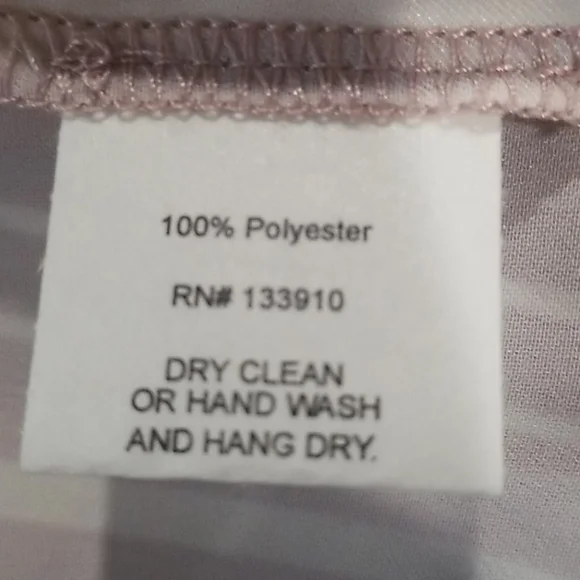 100% Polyester
RN# 133910
DRY CLEAN
OR HAND WASH
AND HANG DRY.